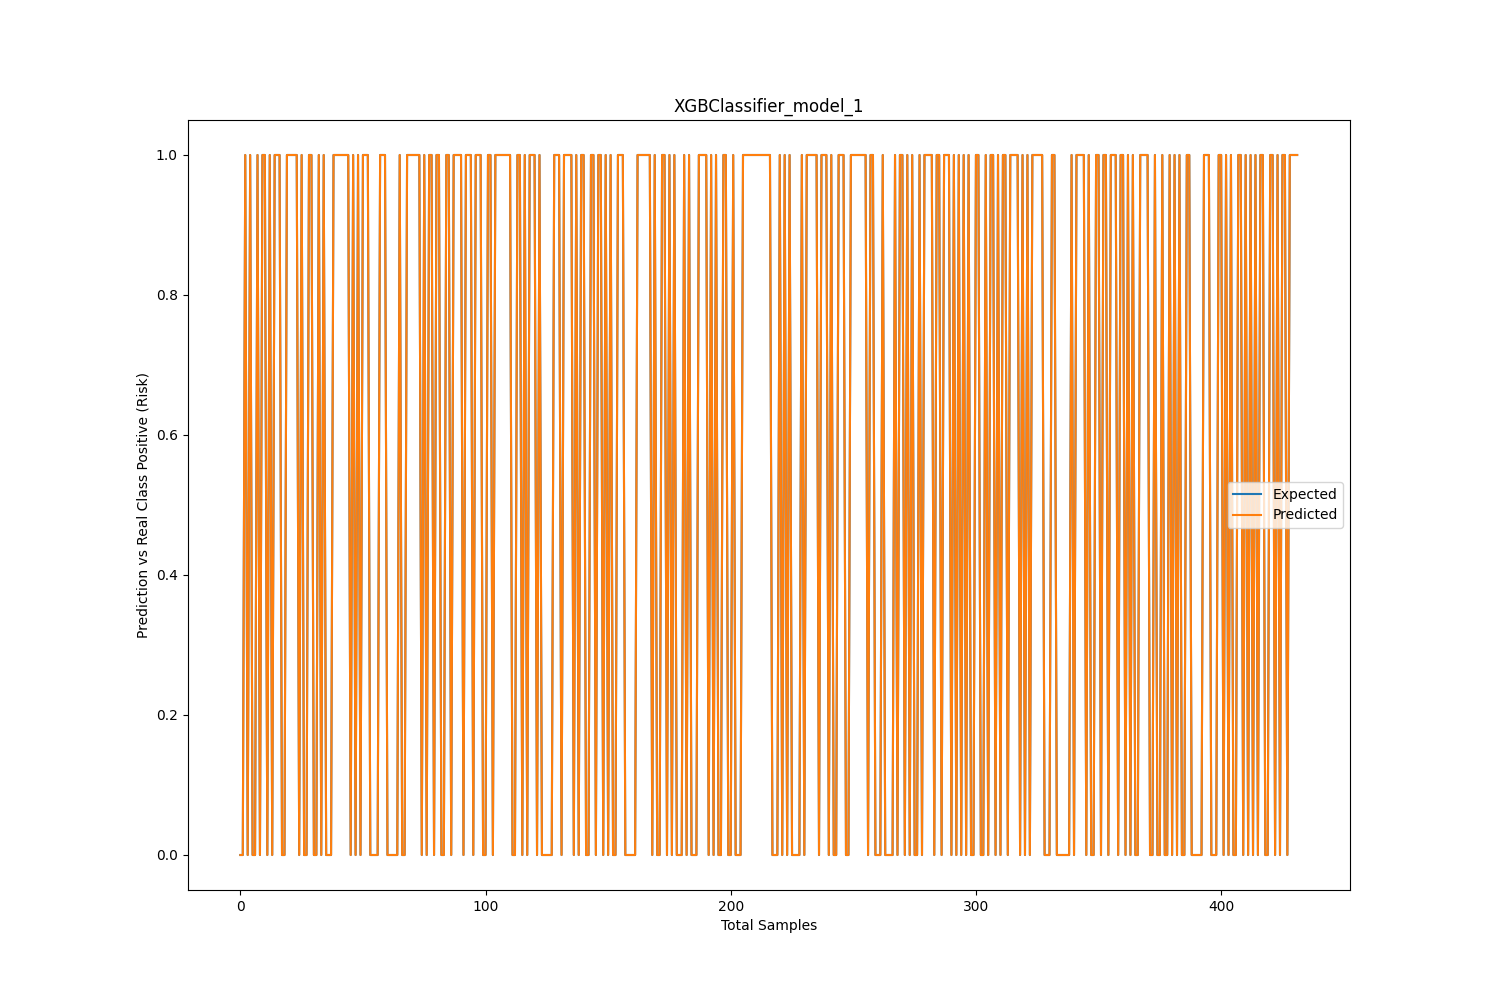 XGBClassifier_model_1
1.0
0.8
0.6
0.4
0.2
0.0
Prediction vs Real Class Positive (Risk)
Expected
Predicted
0
100
200
300
400
Total Samples